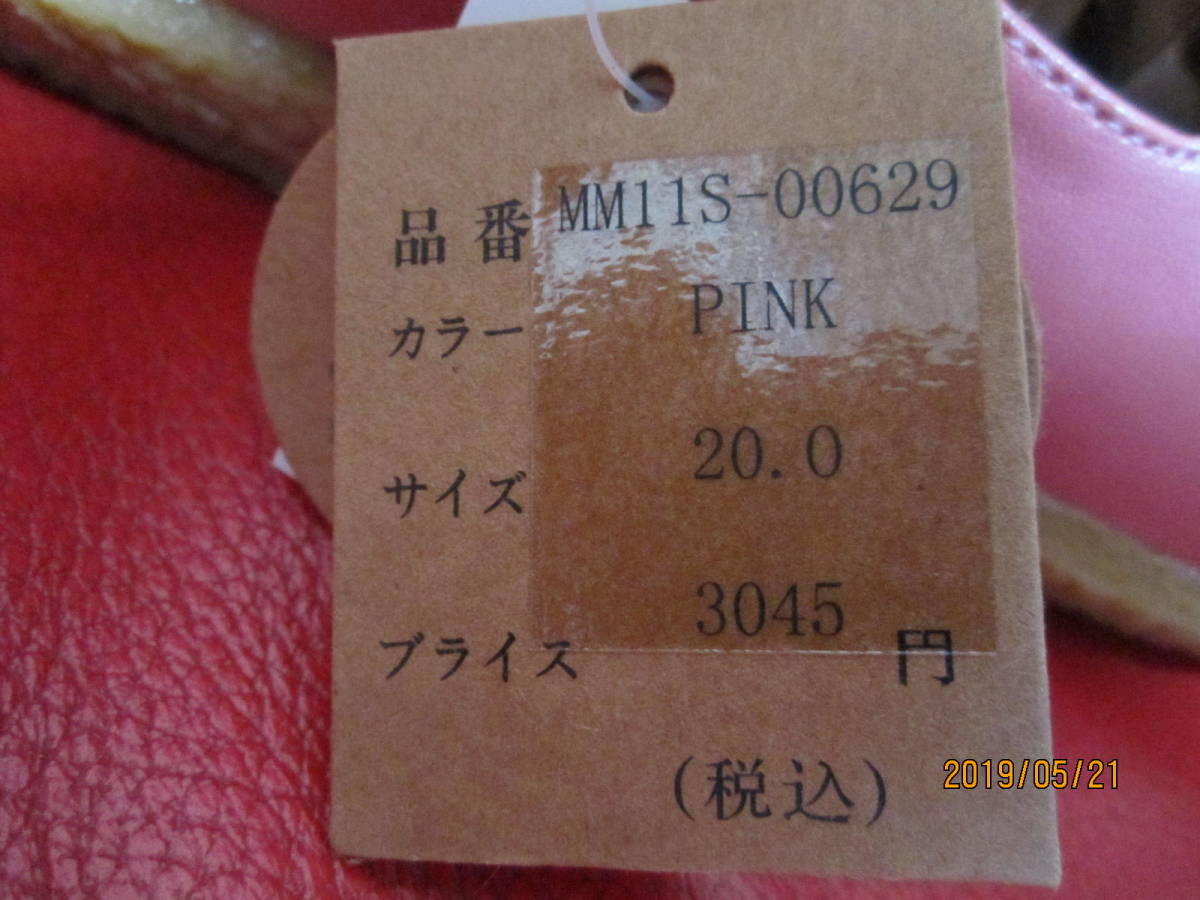 品番 MM11S-00629
カラー PINK
サイズ 20.0
ブライス 3045 円
(税込)
2019/05/21